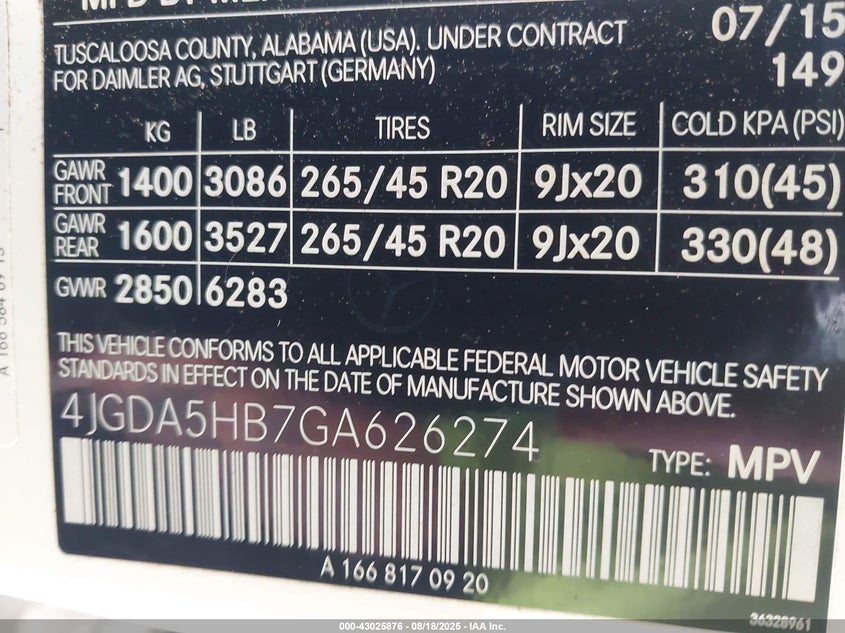 MFD BY
07/15
TUSCALOOSA COUNTY, ALABAMA (USA). UNDER CONTRACT
FOR DAIMLER AG, STUTTGART (GERMANY)
149
KG LB TIRES RIM SIZE COLD KPA (PSI)
GAWR FRONT 1400 3086 265/45 R20 9Jx20 310(45)
GAWR REAR 1600 3527 265/45 R20 9Jx20 330(48)
GVWR 2850 6283
THIS VEHICLE CONFORMS TO ALL APPLICABLE FEDERAL MOTOR VEHICLE SAFETY
STANDARDS IN EFFECT ON THE DATE OF MANUFACTURE SHOWN ABOVE.
4JGDA5HB7GA626274
TYPE: MPV
A 166 817 09 20
36328961
000-43025876 - 08/18/2025 - IAA Inc.